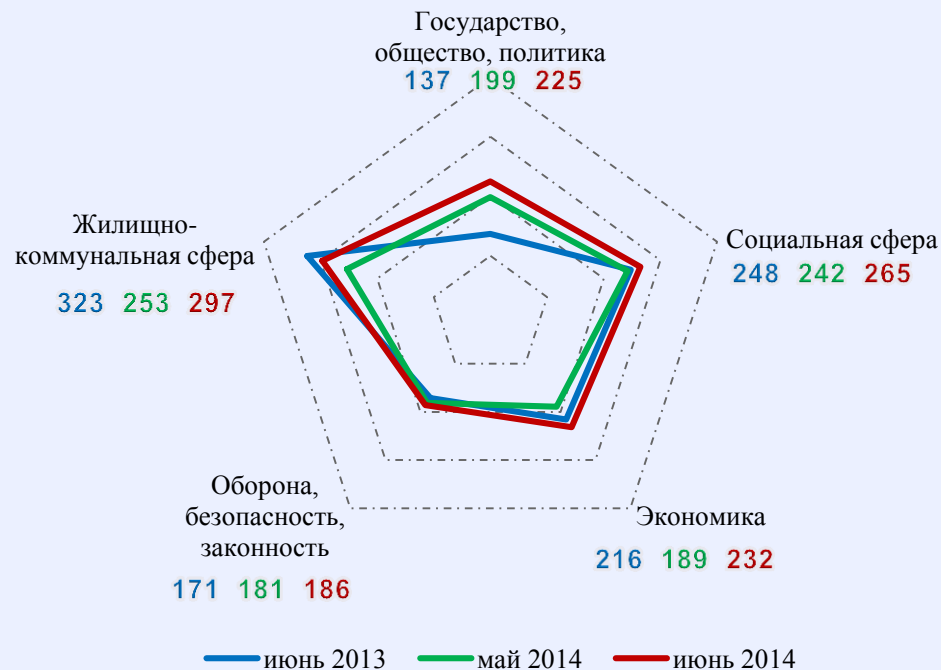 Государство,
общество, политика
137 199 225
Социальная сфера
248 242 265
Жилищно-
коммунальная сфера
323 253 297
Оборона,
безопасность,
законность
171 181 186
Экономика
216 189 232
июнь 2013 май 2014 июнь 2014